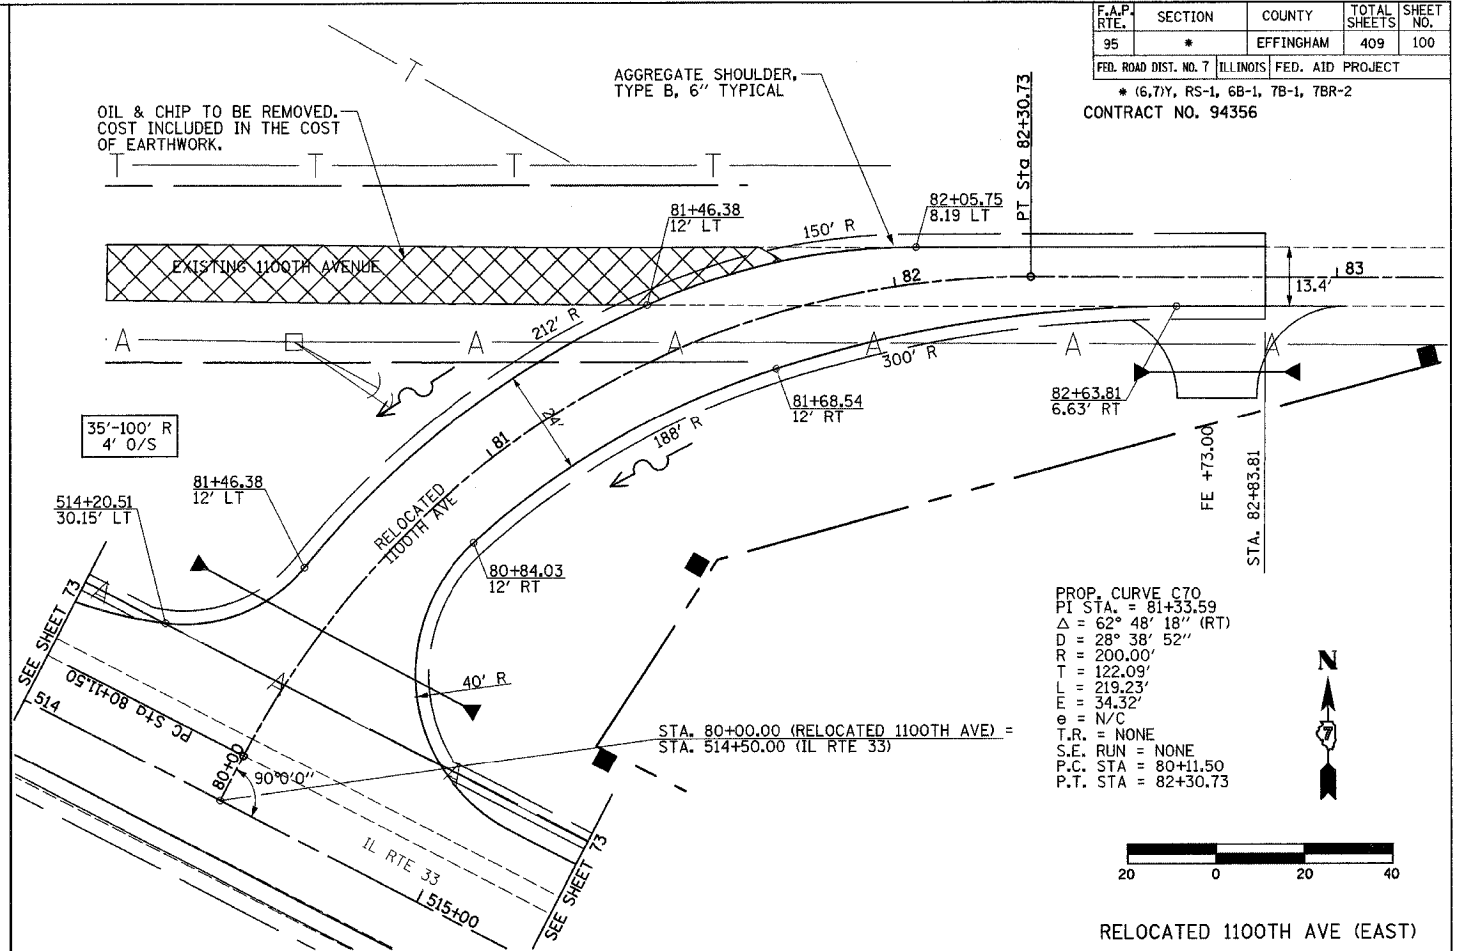 F.A.P. RTE. SECTION COUNTY TOTAL SHEETS SHEET NO.
95 * EFFINGHAM 409 100
FED. ROAD DIST. NO. 7 ILLINOIS FED. AID PROJECT
* (6,7)Y, RS-1, 6B-1, 7B-1, 7BR-2
CONTRACT NO. 94356
AGGREGATE SHOULDER,
TYPE B, 6'' TYPICAL
OIL & CHIP TO BE REMOVED.
COST INCLUDED IN THE COST
OF EARTHWORK.
T
T T T T
PT Sta 82+30.73
82+05.75
8.19 LT
81+46.38
12' LT
150' R
EXISTING 1100TH AVENUE
82
83
13.4'
212' R
A A A A A A
300' R
82+63.81
6.63' RT
81+68.54
12' RT
24'
188' R
81
35'-100' R
4' O/S
81+46.38
12' LT
514+20.51
30.15' LT
RELOCATED
1100TH AVE
FE +73.00
STA. 82+83.81
80+84.03
12' RT
SEE SHEET 73
A
A
40' R
514
PC Sta 80+11.50
80+00
90°0'0''
A
STA. 80+00.00 (RELOCATED 1100TH AVE) =
STA. 514+50.00 (IL RTE 33)
IL RTE 33
515+00
SEE SHEET 73
PROP. CURVE C70
PI STA. = 81+33.59
Δ = 62° 48' 18'' (RT)
D = 28° 38' 52''
R = 200.00'
T = 122.09'
L = 219.23'
E = 34.32'
e = N/C
T.R. = NONE
S.E. RUN = NONE
P.C. STA = 80+11.50
P.T. STA = 82+30.73
N
7
20 0 20 40
RELOCATED 1100TH AVE (EAST)